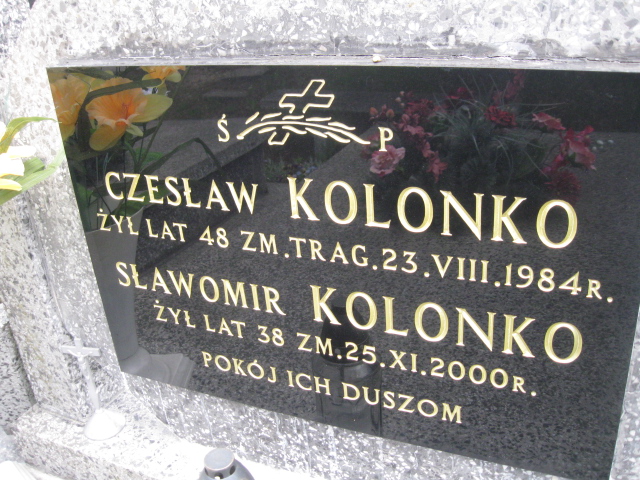 Ś P
CZESŁAW KOLONKO
ŻYŁ LAT 48 ZM.TRAG.23.VIII.1984R.
SŁAWOMIR KOLONKO
ŻYŁ LAT 38 ZM.25.XI.2000R.
POKÓJ ICH DUSZOM